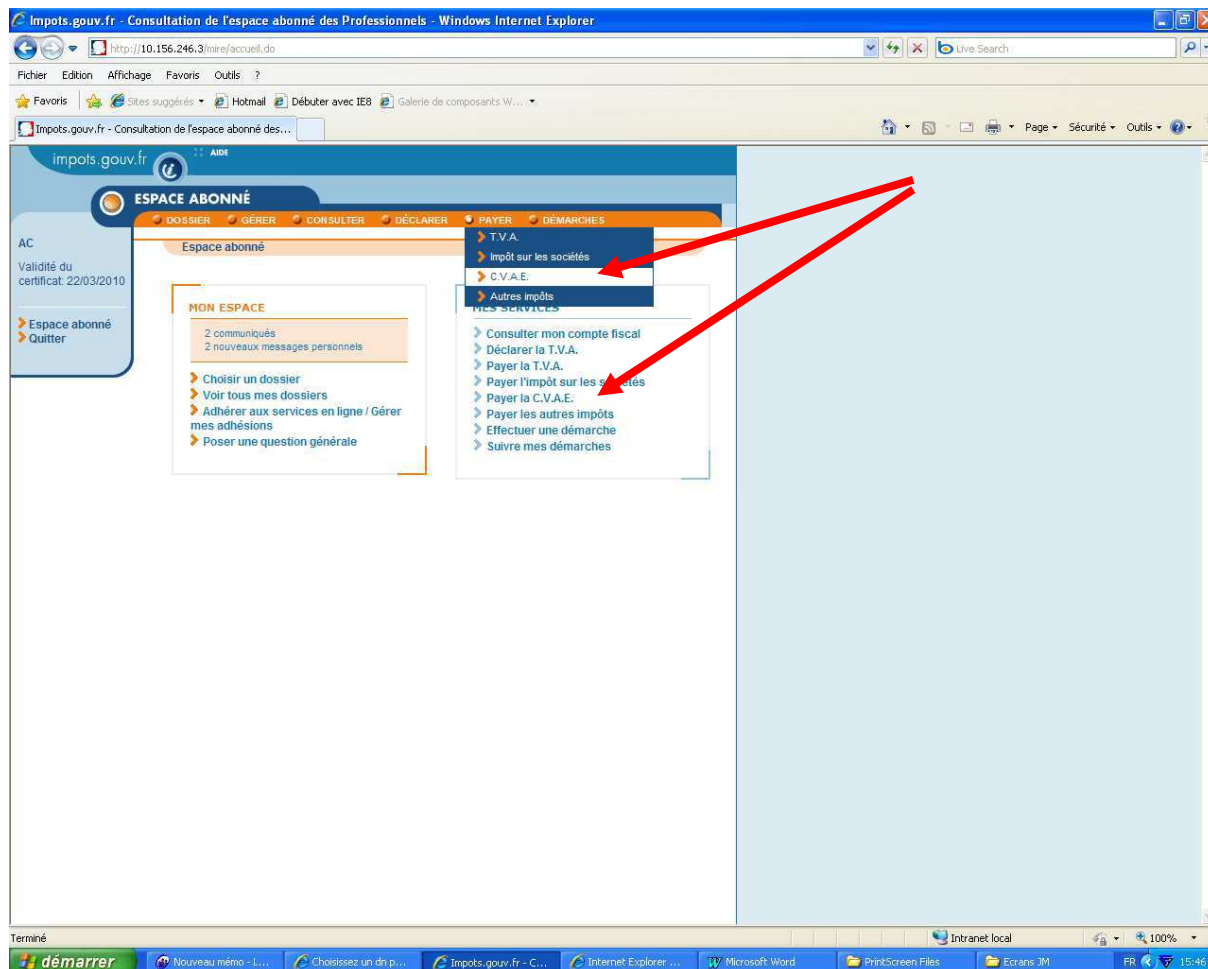 Impots.gouv.fr - Consultation de l'espace abonné des Professionnels - Windows Internet Explorer
http://10.156.246.3/mire/accueil.do
Live Search
Fichier Edition Affichage Favoris Outils ?
Favoris Sites suggérés Hotmail Débuter avec IE8 Galerie de composants W...
Impots.gouv.fr - Consultation de l'espace abonné des...
Page Sécurité Outils
impots.gouv.fr
AIDE
ESPACE ABONNÉ
DOSSIER GÉRER CONSULTER DÉCLARER PAYER DÉMARCHES
AC
Validité du
certificat: 22/03/2010
Espace abonné
Quitter
Espace abonné
T.V.A.
Impôt sur les sociétés
C.V.A.E.
Autres impôts
MON ESPACE
2 communiqués
2 nouveaux messages personnels
Choisir un dossier
Voir tous mes dossiers
Adhérer aux services en ligne / Gérer
mes adhésions
Poser une question générale
MES SERVICES
Consulter mon compte fiscal
Déclarer la T.V.A.
Payer la T.V.A.
Payer l'impôt sur les sociétés
Payer la C.V.A.E.
Payer les autres impôts
Effectuer une démarche
Suivre mes démarches
Terminé
Intranet local
100%
démarrer
Nouveau mémo - L...
Choisissez un dn p...
Impots.gouv.fr - C...
Internet Explorer ...
Microsoft Word
PrintScreen Files
Ecrans JM
FR
15:46